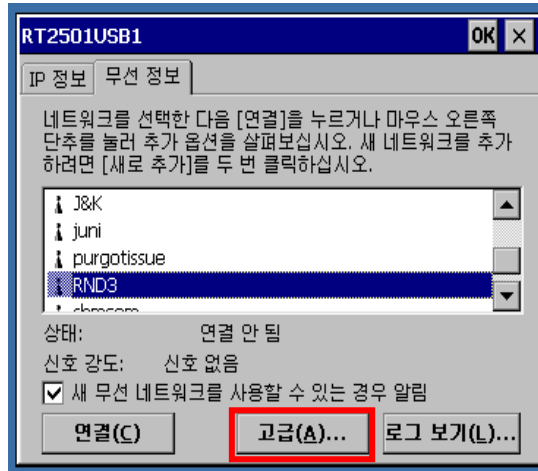 RT2501USB1 OK ×
IP 정보 무선 정보
네트워크를 선택한 다음 [연결]을 누르거나 마우스 오른쪽
단추를 눌러 추가 옵션을 살펴보십시오. 새 네트워크를 추가
하려면 [새로 추가]를 두 번 클릭하십시오.
J&K
juni
purgotissue
RND3
상태: 연결 안 됨
신호 강도: 신호 없음
새 무선 네트워크를 사용할 수 있는 경우 알림
연결(C) 고급(A)... 로그 보기(L)...